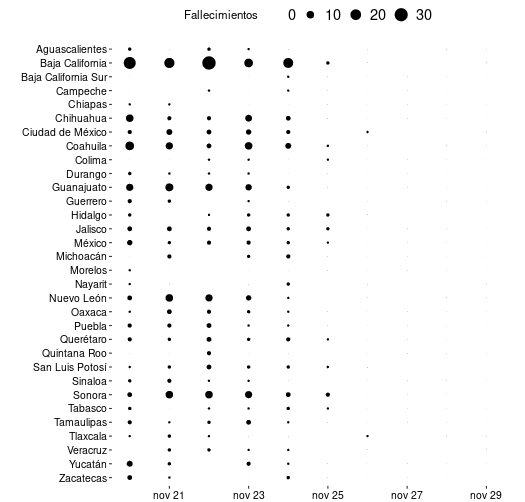 Fallecimientos 0 10 20 30
Aguascalientes
Baja California
Baja California Sur
Campeche
Chiapas
Chihuahua
Ciudad de México
Coahuila
Colima
Durango
Guanajuato
Guerrero
Hidalgo
Jalisco
México
Michoacán
Morelos
Nayarit
Nuevo León
Oaxaca
Puebla
Querétaro
Quintana Roo
San Luis Potosí
Sinaloa
Sonora
Tabasco
Tamaulipas
Tlaxcala
Veracruz
Yucatán
Zacatecas
nov 21 nov 23 nov 25 nov 27 nov 29